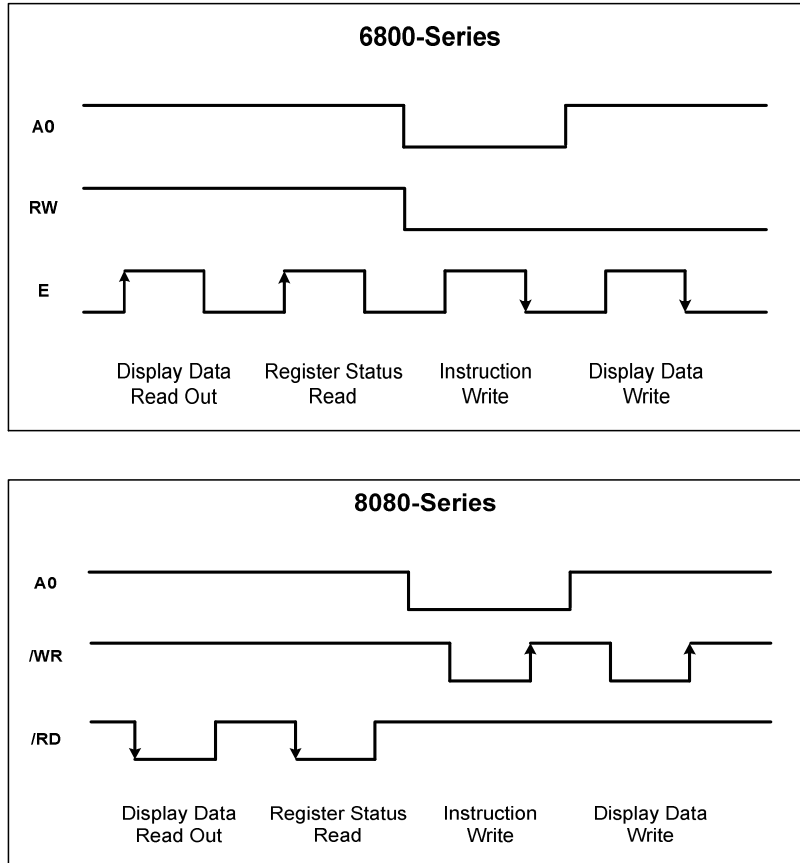 6800-Series
A0
RW
E
Display Data
Read Out
Register Status
Read
Instruction
Write
Display Data
Write
8080-Series
A0
/WR
/RD
Display Data
Read Out
Register Status
Read
Instruction
Write
Display Data
Write